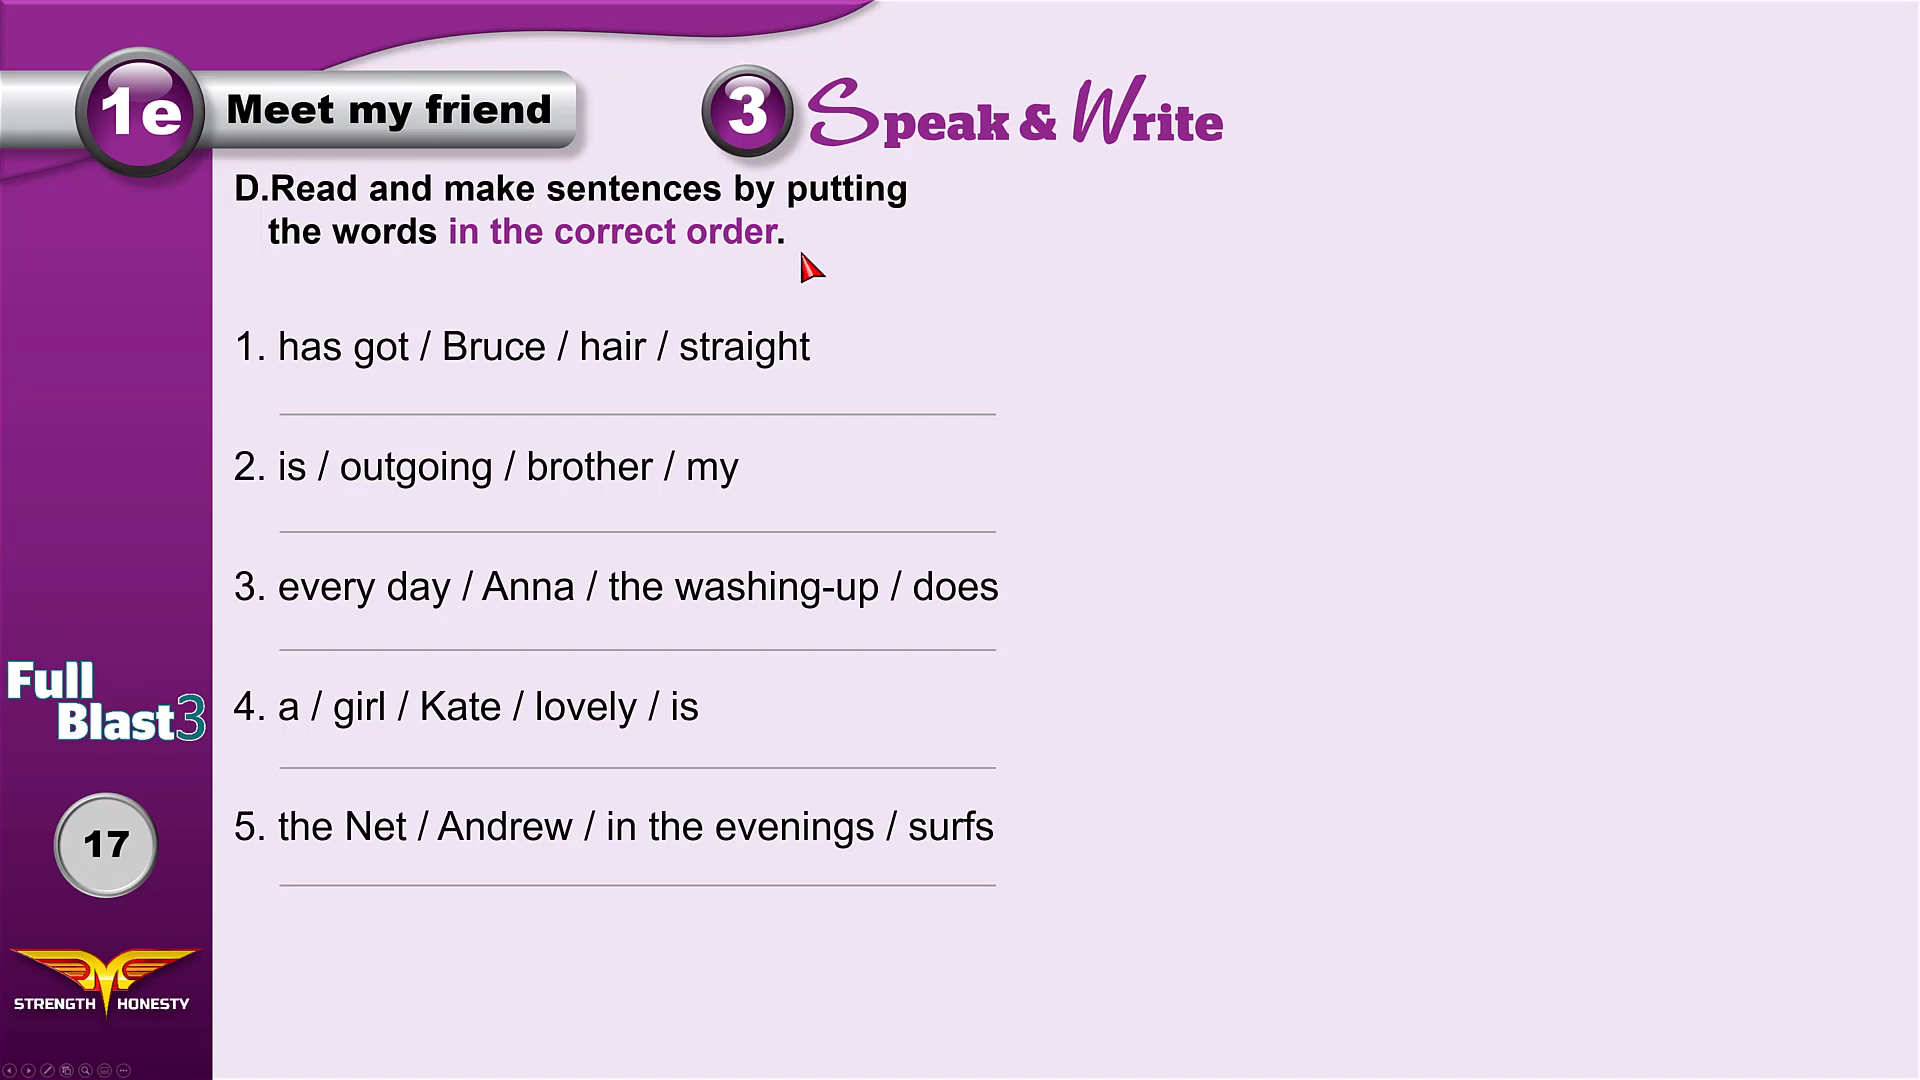 1e Meet my friend
3 Speak & Write
D.Read and make sentences by putting
the words in the correct order.
1. has got / Bruce / hair / straight
2. is / outgoing / brother / my
3. every day / Anna / the washing-up / does
4. a / girl / Kate / lovely / is
5. the Net / Andrew / in the evenings / surfs
Full
Blast3
17
STRENGTH HONESTY